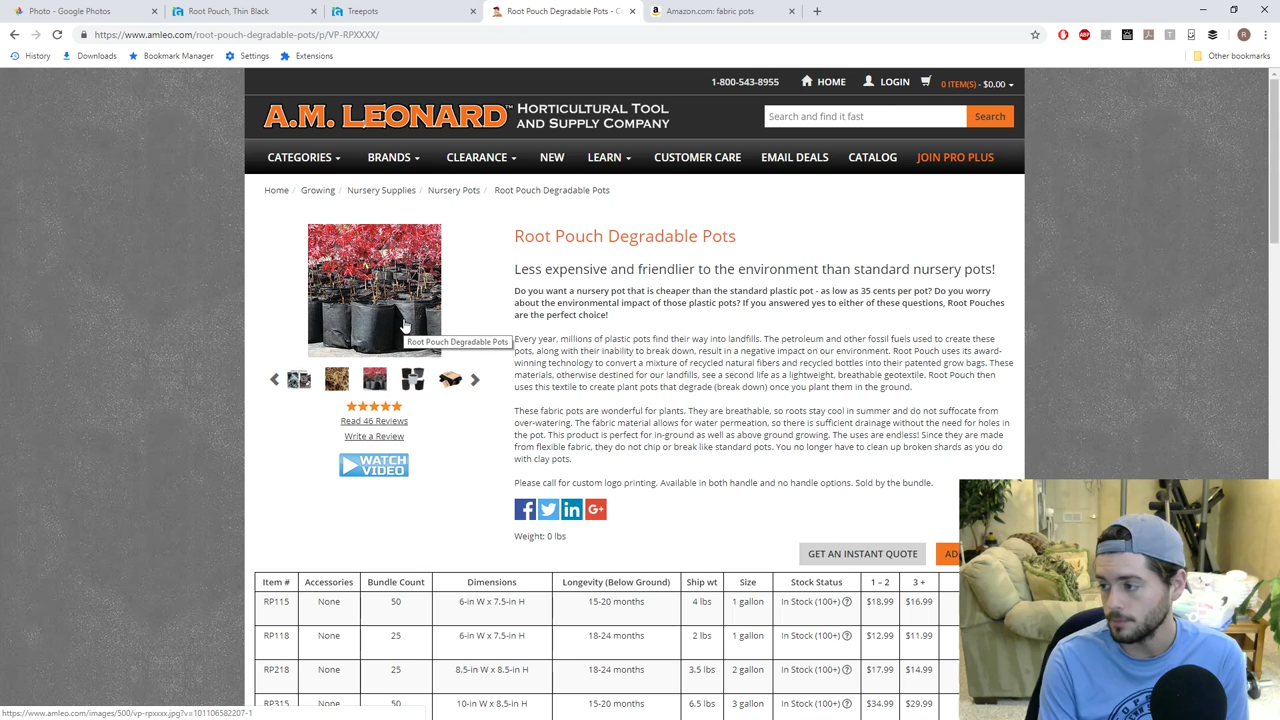 Photo - Google Photos
Root Pouch, Thin Black
Treepots
Root Pouch Degradable Pots - C
Amazon.com: fabric pots
https://www.amleo.com/root-pouch-degradable-pots/p/VP-RPXXXX/
History
Downloads
Bookmark Manager
Settings
Extensions
Other bookmarks
1-800-543-8955
HOME
LOGIN
0 ITEM(S) - $0.00
A.M. LEONARD
HORTICULTURAL TOOL
AND SUPPLY COMPANY
Search and find it fast
Search
CATEGORIES
BRANDS
CLEARANCE
NEW
LEARN
CUSTOMER CARE
EMAIL DEALS
CATALOG
JOIN PRO PLUS
Home / Growing / Nursery Supplies / Nursery Pots / Root Pouch Degradable Pots
Root Pouch Degradable Pots
Read 46 Reviews
Write a Review
WATCH
VIDEO
Root Pouch Degradable Pots
Less expensive and friendlier to the environment than standard nursery pots!
Do you want a nursery pot that is cheaper than the standard plastic pot - as low as 35 cents per pot? Do you worry
about the environmental impact of those plastic pots? If you answered yes to either of these questions, Root Pouches
are the perfect choice!
Every year, millions of plastic pots find their way into landfills. The petroleum and other fossil fuels used to create these
pots, along with their inability to break down, result in a negative impact on our environment. Root Pouch uses its award-
winning technology to convert a mixture of recycled natural fibers and recycled bottles into their patented grow bags. These
materials, otherwise destined for our landfills, see a second life as a lightweight, breathable geotextile. Root Pouch then
uses this textile to create plant pots that degrade (break down) once you plant them in the ground.
These fabric pots are wonderful for plants. They are breathable, so roots stay cool in summer and do not suffocate from
over-watering. The fabric material allows for water permeation, so there is sufficient drainage without the need for holes in
the pot. This product is perfect for in-ground as well as above ground growing. The uses are endless! Since they are made
from flexible fabric, they do not chip or break like standard pots. You no longer have to clean up broken shards as you do
with clay pots.
Please call for custom logo printing. Available in both handle and no handle options. Sold by the bundle.
Weight: 0 lbs
GET AN INSTANT QUOTE
AD
Item # Accessories Bundle Count Dimensions Longevity (Below Ground) Ship wt Size Stock Status 1 – 2 3 +
RP115 None 50 6-in W x 7.5-in H 15-20 months 4 lbs 1 gallon In Stock (100+) $18.99 $16.99
RP118 None 25 6-in W x 7.5-in H 18-24 months 2 lbs 1 gallon In Stock (100+) $12.99 $11.99
RP218 None 25 8.5-in W x 8.5-in H 18-24 months 3.5 lbs 2 gallon In Stock (100+) $17.99 $14.99
RP315 None 50 10-in W x 8.5-in H 15-20 months 6.5 lbs 3 gallon In Stock (100+) $34.99 $29.99
https://www.amleo.com/images/500/vp-rpxxxx.jpg?v=101106582207-1